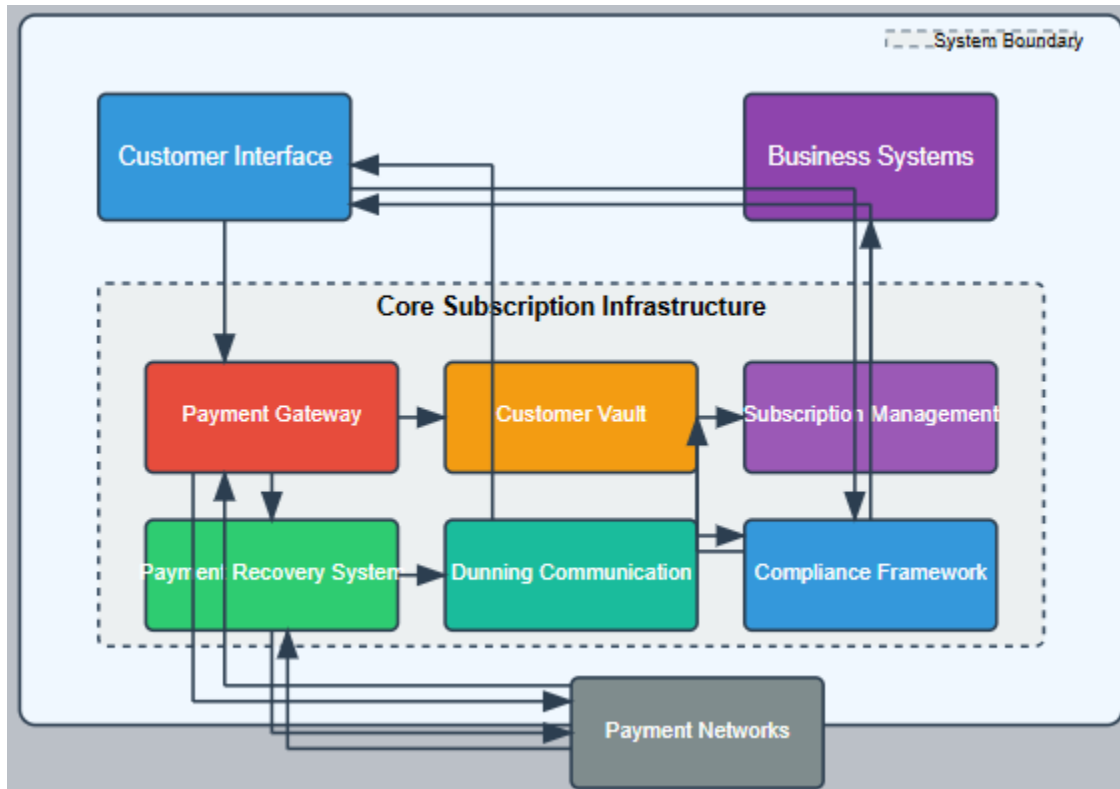 System Boundary
Customer Interface
Business Systems
Core Subscription Infrastructure
Payment Gateway
Customer Vault
Subscription Management
Payment Recovery System
Dunning Communication
Compliance Framework
Payment Networks